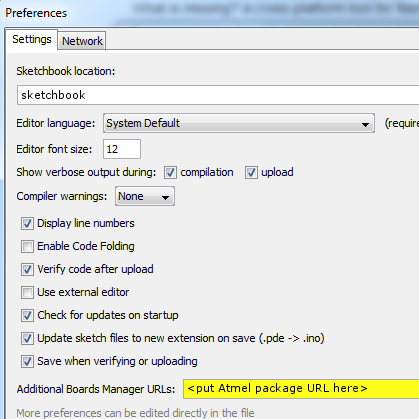 What is missing? a cross-platform tool for
Preferences
Settings Network
Sketchbook location:
sketchbook
Editor language: System Default (require
Editor font size: 12
Show verbose output during: compilation upload
Compiler warnings: None
Display line numbers
Enable Code Folding
Verify code after upload
Use external editor
Check for updates on startup
Update sketch files to new extension on save (.pde -> .ino)
Save when verifying or uploading
Additional Boards Manager URLs: <put Atmel package URL here>
More preferences can be edited directly in the file